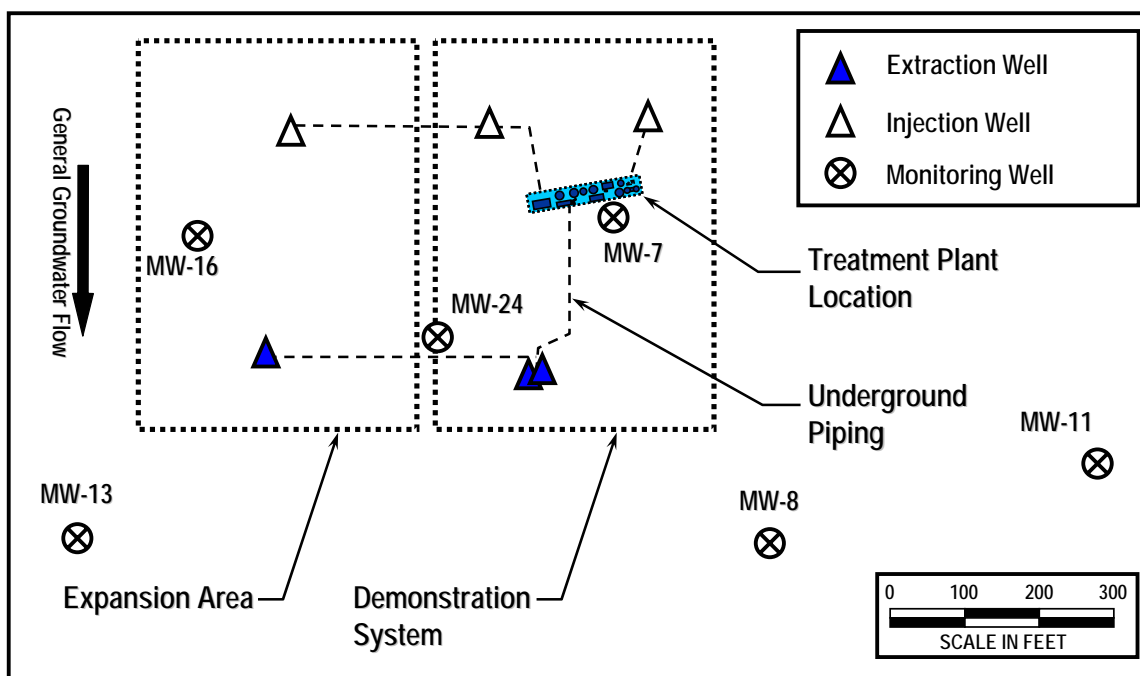 General Groundwater Flow
Extraction Well
Injection Well
Monitoring Well
MW-16
MW-7
MW-24
Treatment Plant
Location
Underground
Piping
MW-11
MW-13
MW-8
Expansion Area
Demonstration
System
0 100 200 300
SCALE IN FEET